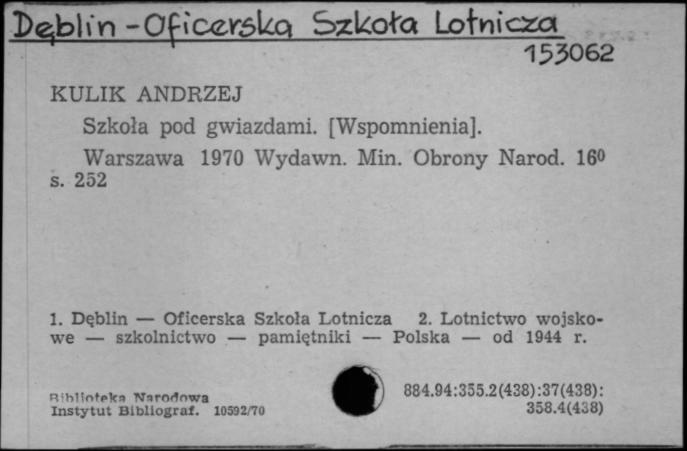 Dęblin - Oficerska Szkoła Lotnicza
153062
KULIK ANDRZEJ
Szkoła pod gwiazdami. [Wspomnienia].
Warszawa 1970 Wydawn. Min. Obrony Narod. 16⁰
s. 252
1. Dęblin — Oficerska Szkoła Lotnicza 2. Lotnictwo wojsko-
we — szkolnictwo — pamiętniki — Polska — od 1944 r.
Biblioteka Narodowa
Instytut Bibliograf. 10592/70
884.94:355.2(438):37(438):
358.4(438)